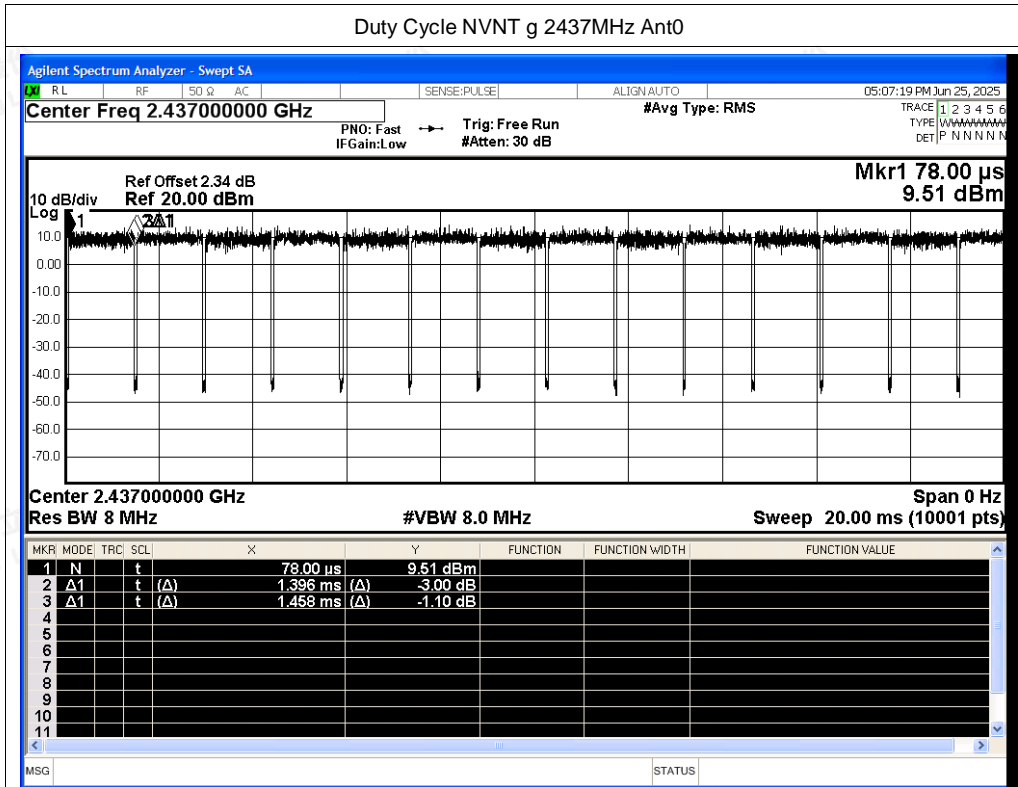 Duty Cycle NVNT g 2437MHz Ant0
Agilent Spectrum Analyzer - Swept SA
LXI RL RF 50 Ω AC SENSE:PULSE ALIGN AUTO 05:07:19 PM Jun 25, 2025
Center Freq 2.437000000 GHz #Avg Type: RMS TRACE 1 2 3 4 5 6
PNO: Fast Trig: Free Run TYPE WWWWWW
IFGain:Low #Atten: 30 dB DET P N N N N N
Mkr1 78.00 µs
Ref Offset 2.34 dB
10 dB/div Ref 20.00 dBm 9.51 dBm
Log
1 2Δ1 3Δ1
10.0
0.00
-10.0
-20.0
-30.0
-40.0
-50.0
-60.0
-70.0
Center 2.437000000 GHz Span 0 Hz
Res BW 8 MHz #VBW 8.0 MHz Sweep 20.00 ms (10001 pts)
MKR MODE TRC SCL X Y FUNCTION FUNCTION WIDTH FUNCTION VALUE
1 N t 78.00 µs 9.51 dBm
2 Δ1 t (Δ) 1.396 ms (Δ) -3.00 dB
3 Δ1 t (Δ) 1.458 ms (Δ) -1.10 dB
4
5
6
7
8
9
10
11
MSG STATUS